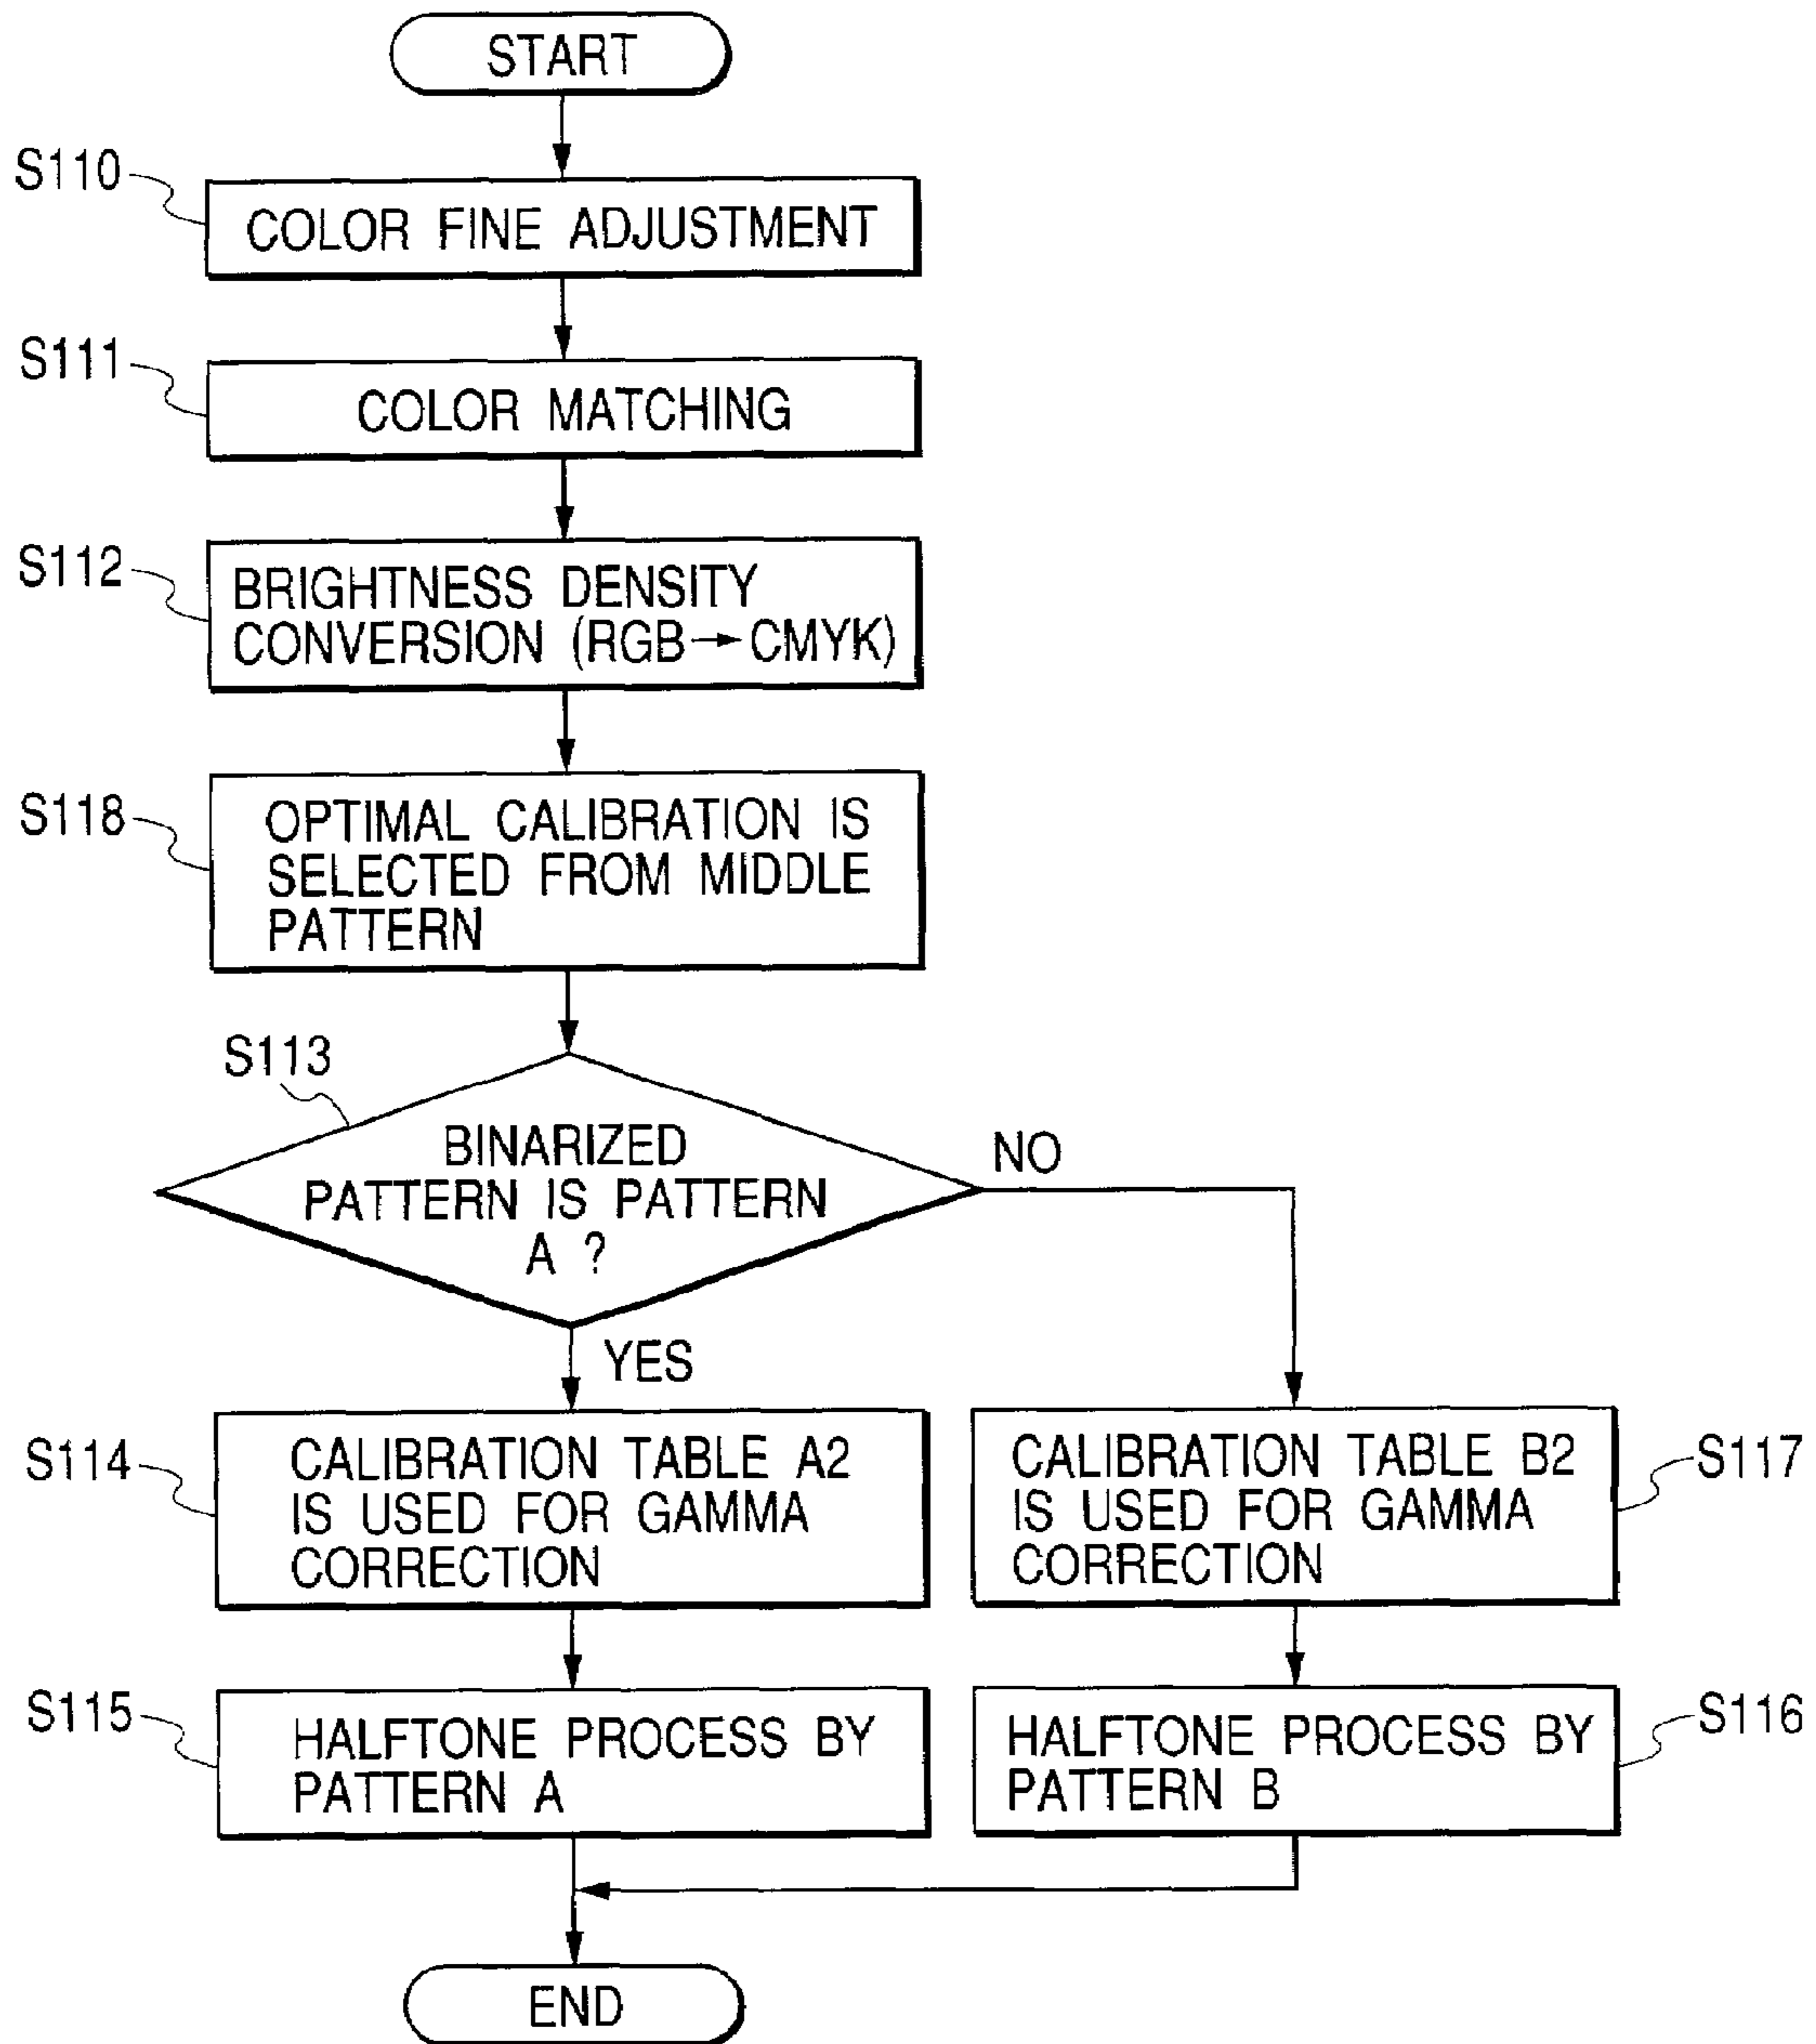 START
S110
COLOR FINE ADJUSTMENT
S111
COLOR MATCHING
S112
BRIGHTNESS DENSITY
CONVERSION (RGB→CMYK)
S118
OPTIMAL CALIBRATION IS
SELECTED FROM MIDDLE
PATTERN
S113
BINARIZED
PATTERN IS PATTERN
A ?
NO
YES
S114
CALIBRATION TABLE A2
IS USED FOR GAMMA
CORRECTION
CALIBRATION TABLE B2
IS USED FOR GAMMA
CORRECTION
S117
S115
HALFTONE PROCESS BY
PATTERN A
HALFTONE PROCESS BY
PATTERN B
S116
END